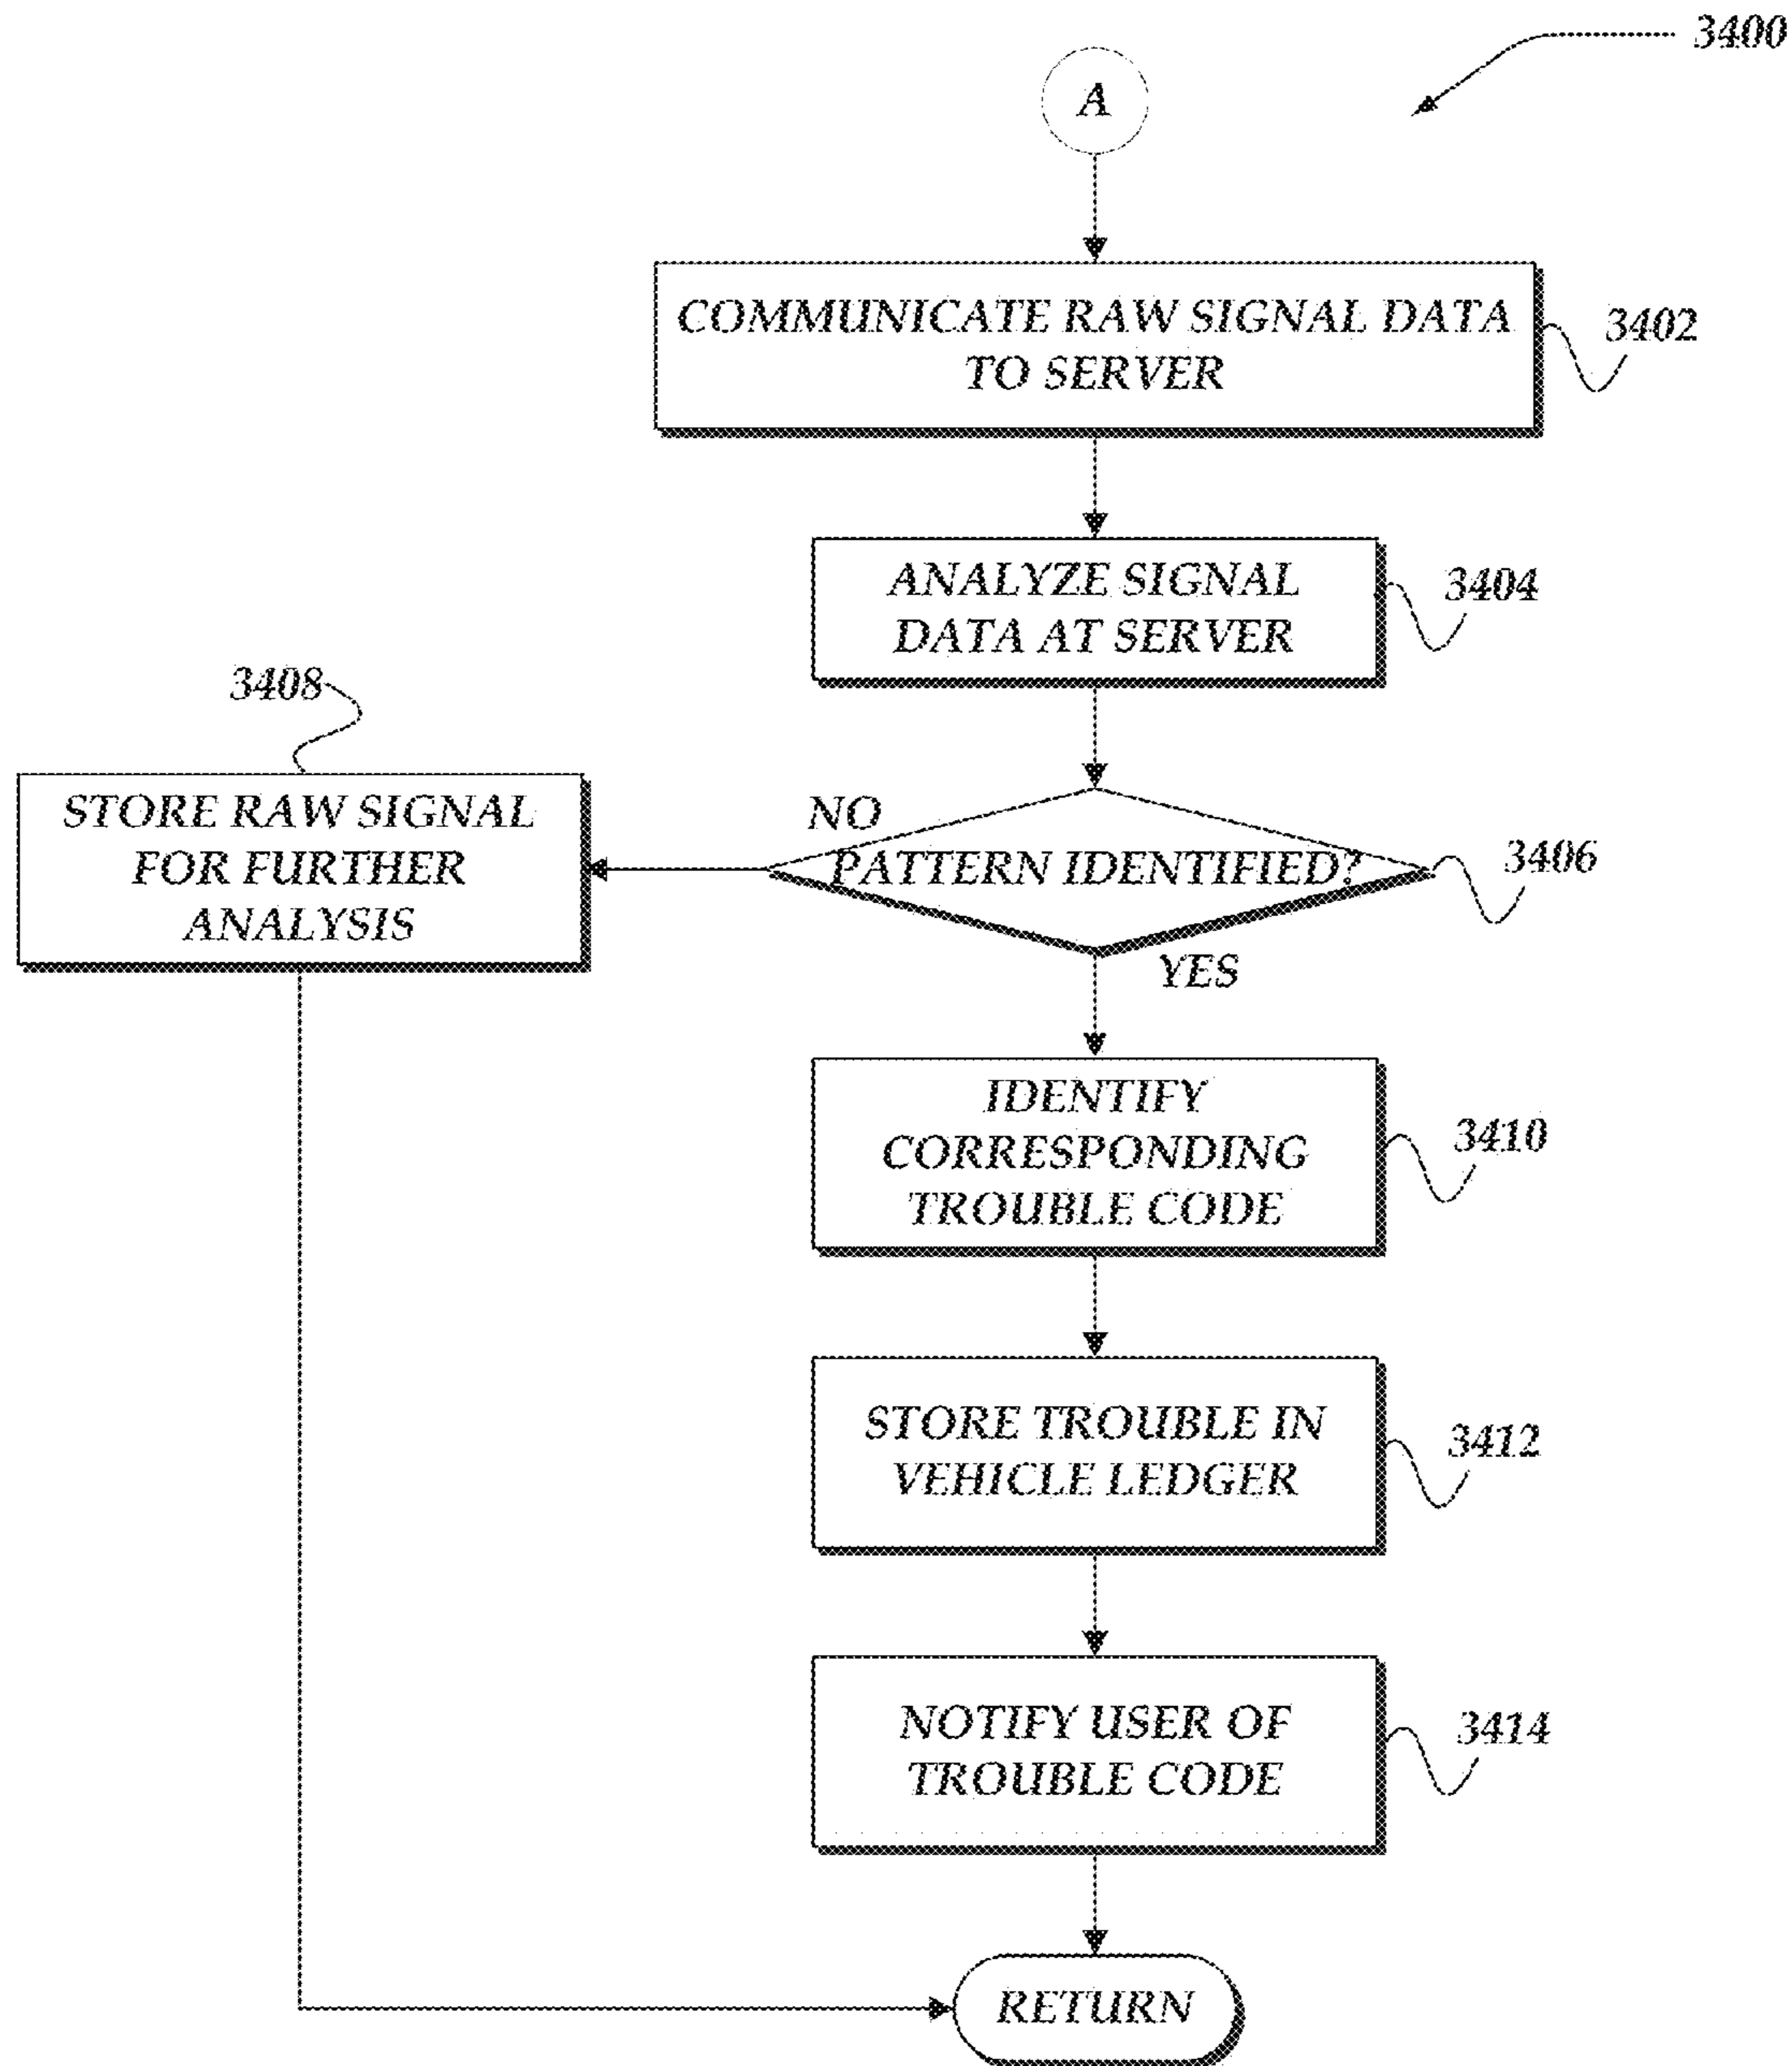 3400
A
COMMUNICATE RAW SIGNAL DATA
TO SERVER
3402
ANALYZE SIGNAL
DATA AT SERVER
3404
3408
STORE RAW SIGNAL
FOR FURTHER
ANALYSIS
NO
PATTERN IDENTIFIED?
3406
YES
IDENTIFY
CORRESPONDING
TROUBLE CODE
3410
STORE TROUBLE IN
VEHICLE LEDGER
3412
NOTIFY USER OF
TROUBLE CODE
3414
RETURN